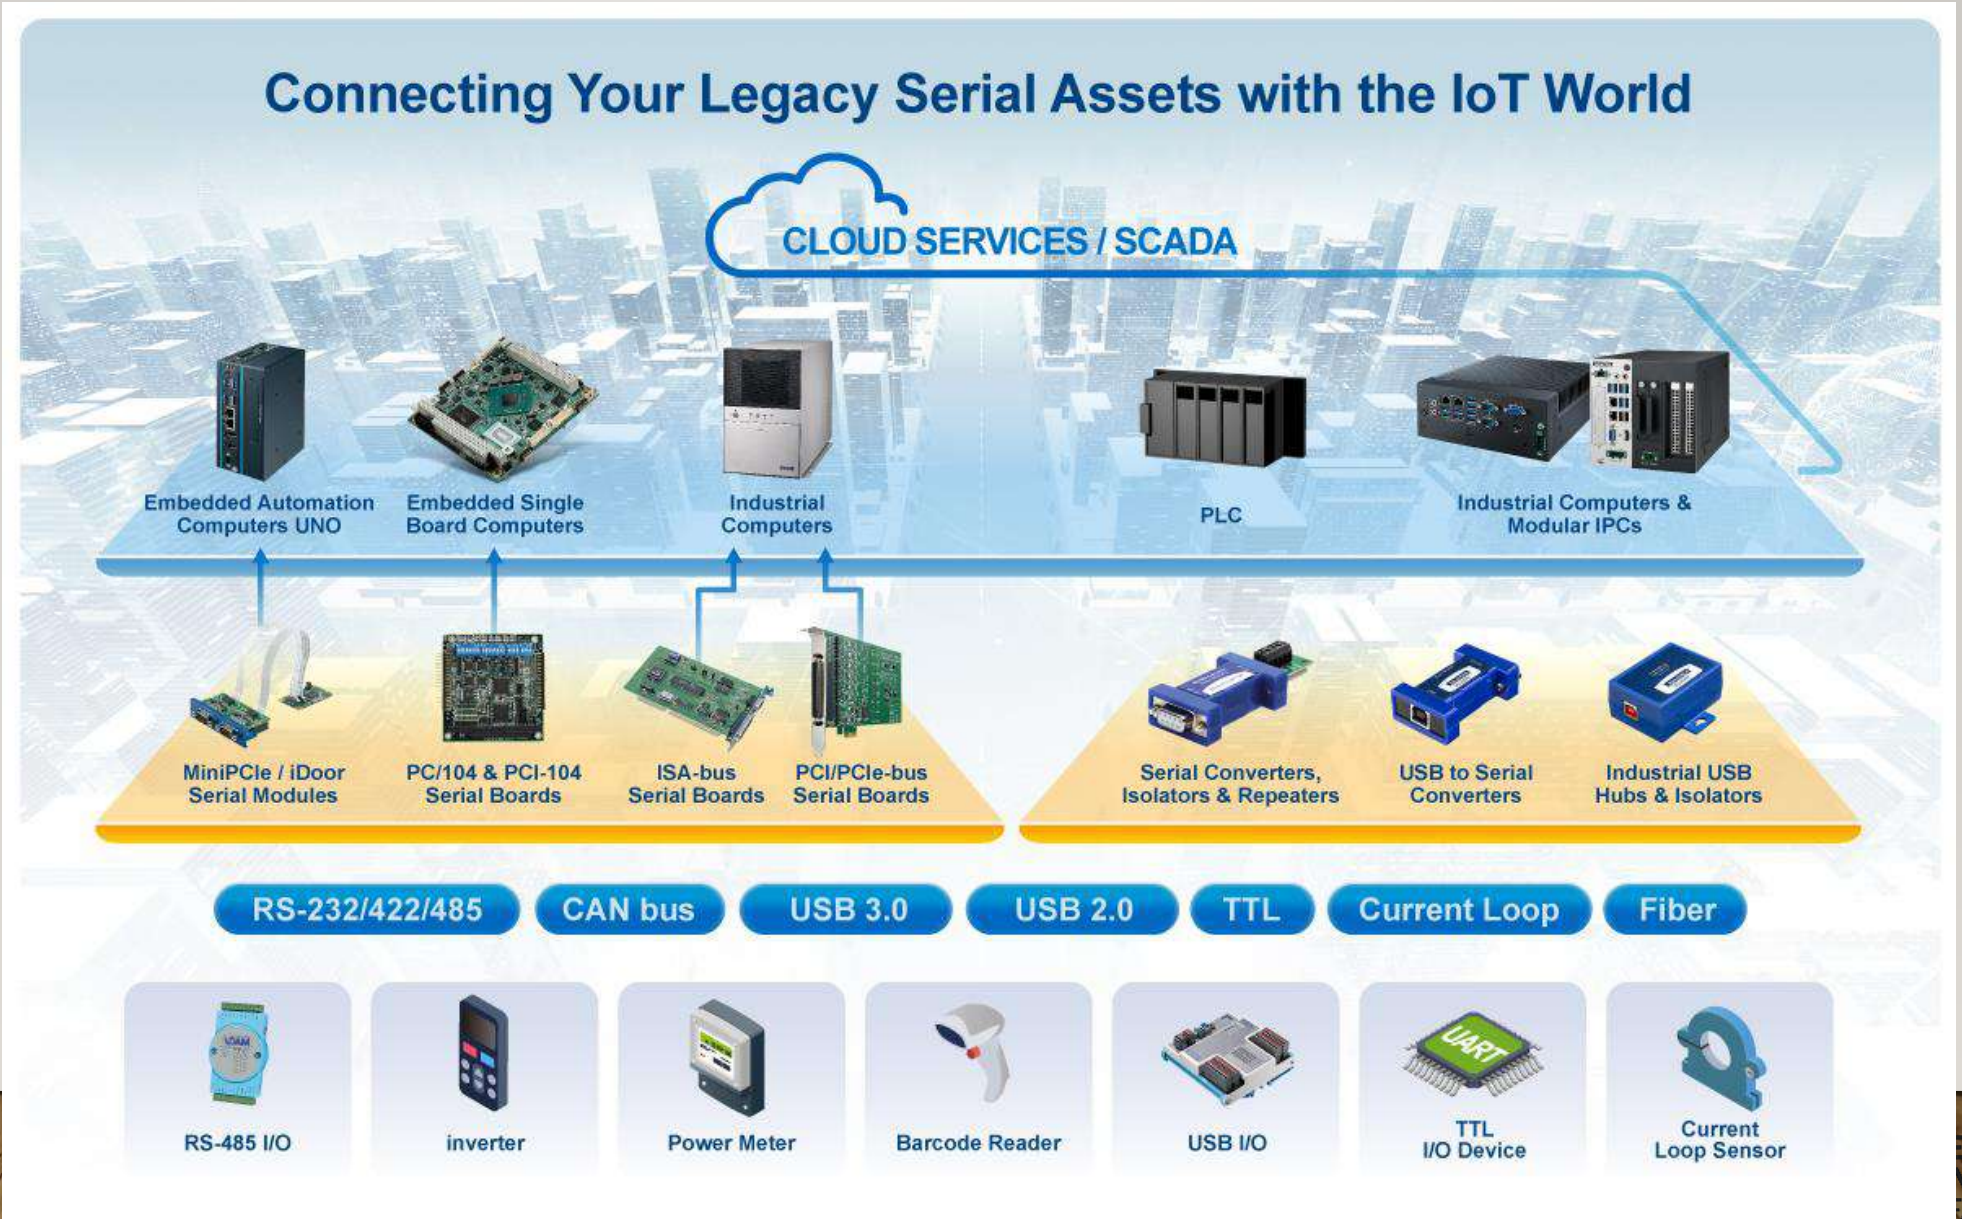 Connecting Your Legacy Serial Assets with the IoT World
CLOUD SERVICES / SCADA
Embedded Automation
Computers UNO
Embedded Single
Board Computers
Industrial
Computers
PLC
Industrial Computers &
Modular IPCs
MiniPCIe / iDoor
Serial Modules
PC/104 & PCI-104
Serial Boards
ISA-bus
Serial Boards
PCI/PCIe-bus
Serial Boards
Serial Converters,
Isolators & Repeaters
USB to Serial
Converters
Industrial USB
Hubs & Isolators
RS-232/422/485
CAN bus
USB 3.0
USB 2.0
TTL
Current Loop
Fiber
ADAM
UART
RS-485 I/O
inverter
Power Meter
Barcode Reader
USB I/O
TTL
I/O Device
Current
Loop Sensor